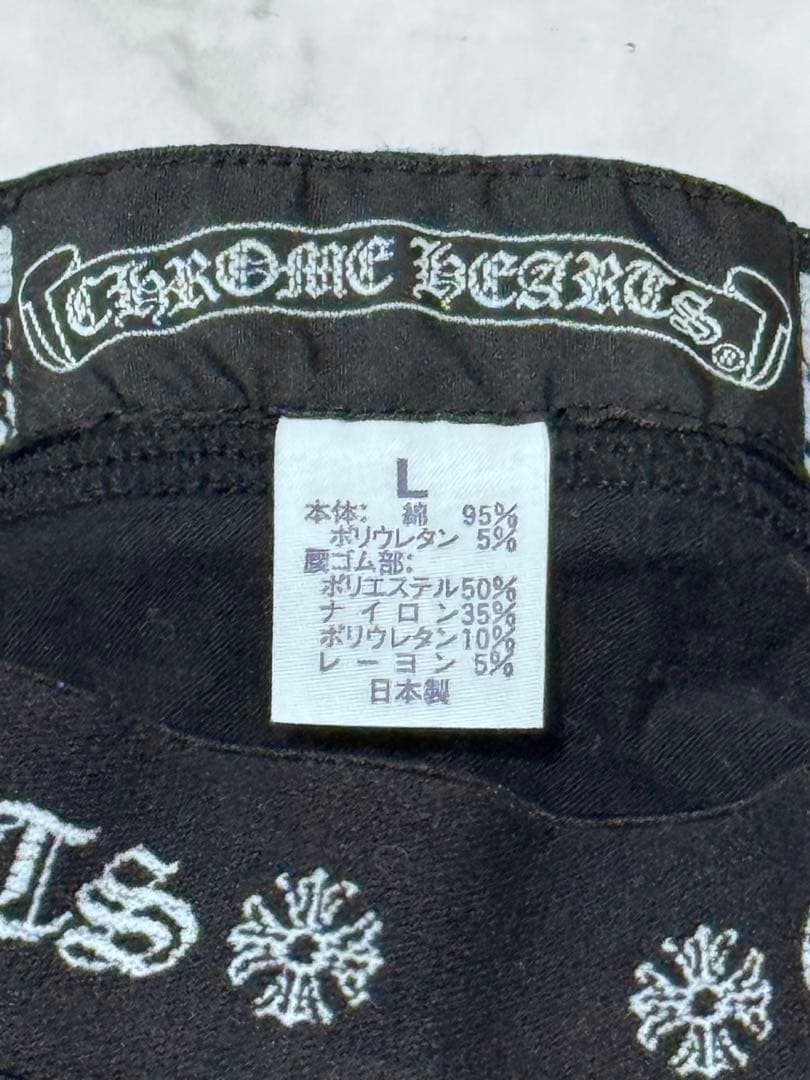 CHROME HEARTS®
L
本体: 綿 95%
ポリウレタン 5%
腰ゴム部:
ポリエステル50%
ナイロン35%
ポリウレタン10%
レーヨン 5%
日本製
TS